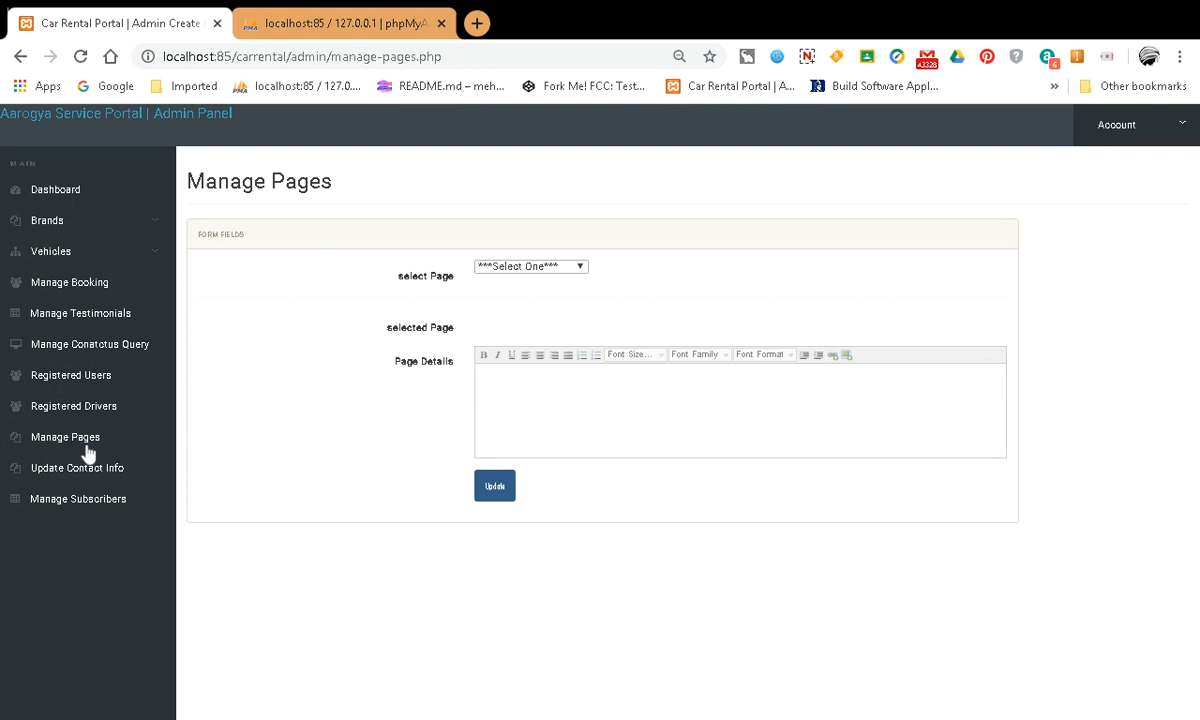 Car Rental Portal | Admin Create
localhost:85 / 127.0.0.1 | phpMyA
localhost:85/carrental/admin/manage-pages.php
43328
6
Apps
Google
Imported
localhost:85 / 127.0....
README.md – meh...
Fork Me! FCC: Test...
Car Rental Portal | A...
Build Software Appl...
»
Other bookmarks
Aarogya Service Portal | Admin Panel
Account
MAIN
Dashboard
Brands
Vehicles
Manage Booking
Manage Testimonials
Manage Conatctus Query
Registered Users
Registered Drivers
Manage Pages
Update Contact Info
Manage Subscribers
Manage Pages
FORM FIELDS
select Page
***Select One***
selected Page
Page Details
B I U Font Size... Font Family Font Format
Update